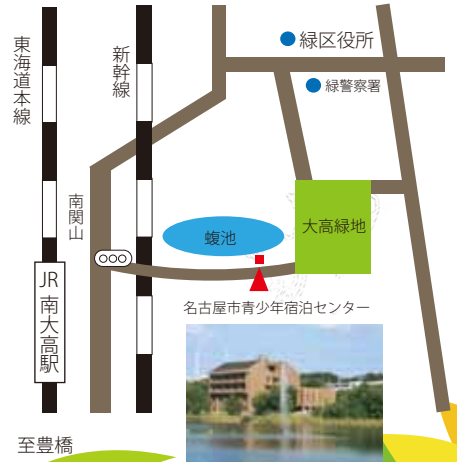 東海道本線
新幹線
緑区役所
緑警察署
南関山
蝮池
大高緑地
JR
南大高駅
名古屋市青少年宿泊センター
至豊橋